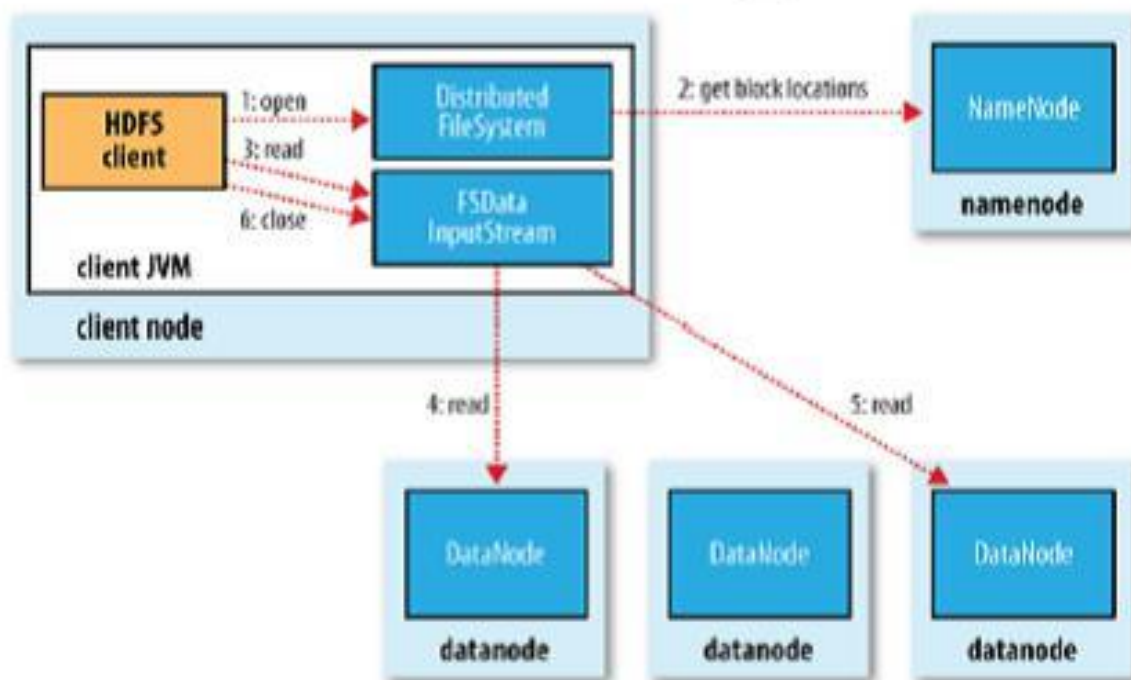 1: open
Distributed
FileSystem
2: get block locations
NameNode
HDFS
client
3: read
6: close
FSData
InputStream
namenode
client JVM
client node
4: read
5: read
DataNode
DataNode
DataNode
datanode
datanode
datanode